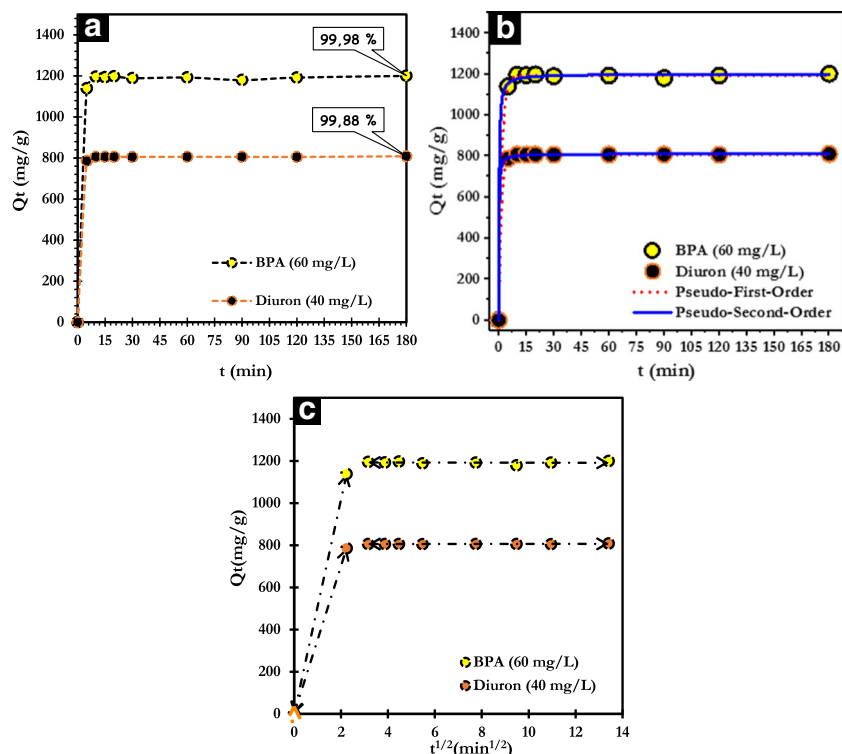 a
1400
1200
1000
800
600
400
200
0
Qt (mg/g)
99,98 %
99,88 %
BPA (60 mg/L)
Diuron (40 mg/L)
0 15 30 45 60 75 90 105 120 135 150 165 180
t (min)
b
1400
1200
1000
800
600
400
200
0
Qt (mg/g)
BPA (60 mg/L)
Diuron (40 mg/L)
Pseudo-First-Order
Pseudo-Second-Order
0 15 30 45 60 75 90 105 120 135 150 165 180
t (min)
c
1400
1200
1000
800
600
400
200
0
Qt(mg/g)
BPA (60 mg/L)
Diuron (40 mg/L)
0 2 4 6 8 10 12 14
t^1/2(min^1/2)